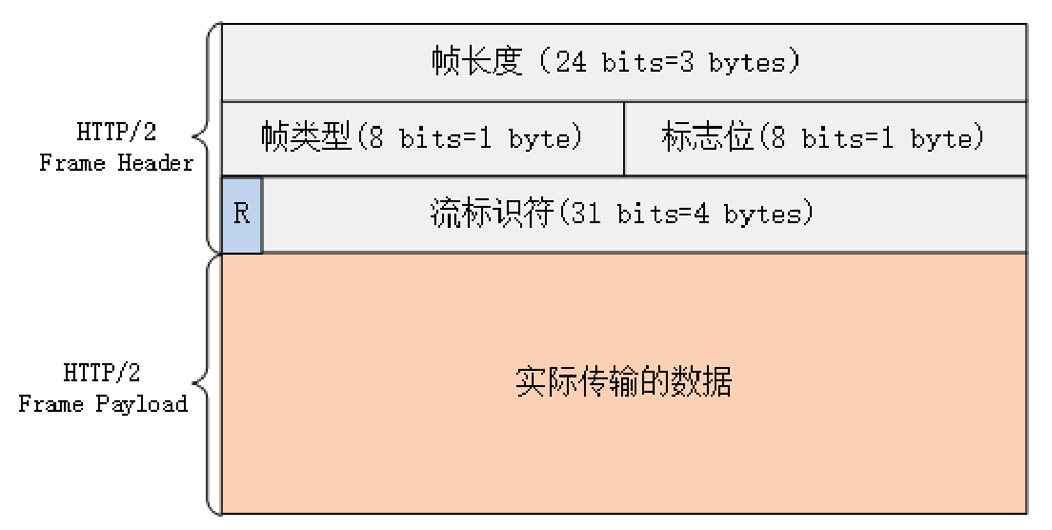 帧长度（24 bits=3 bytes)
HTTP/2
Frame Header
帧类型(8 bits=1 byte)
标志位(8 bits=1 byte)
R
流标识符(31 bits=4 bytes)
HTTP/2
Frame Payload
实际传输的数据